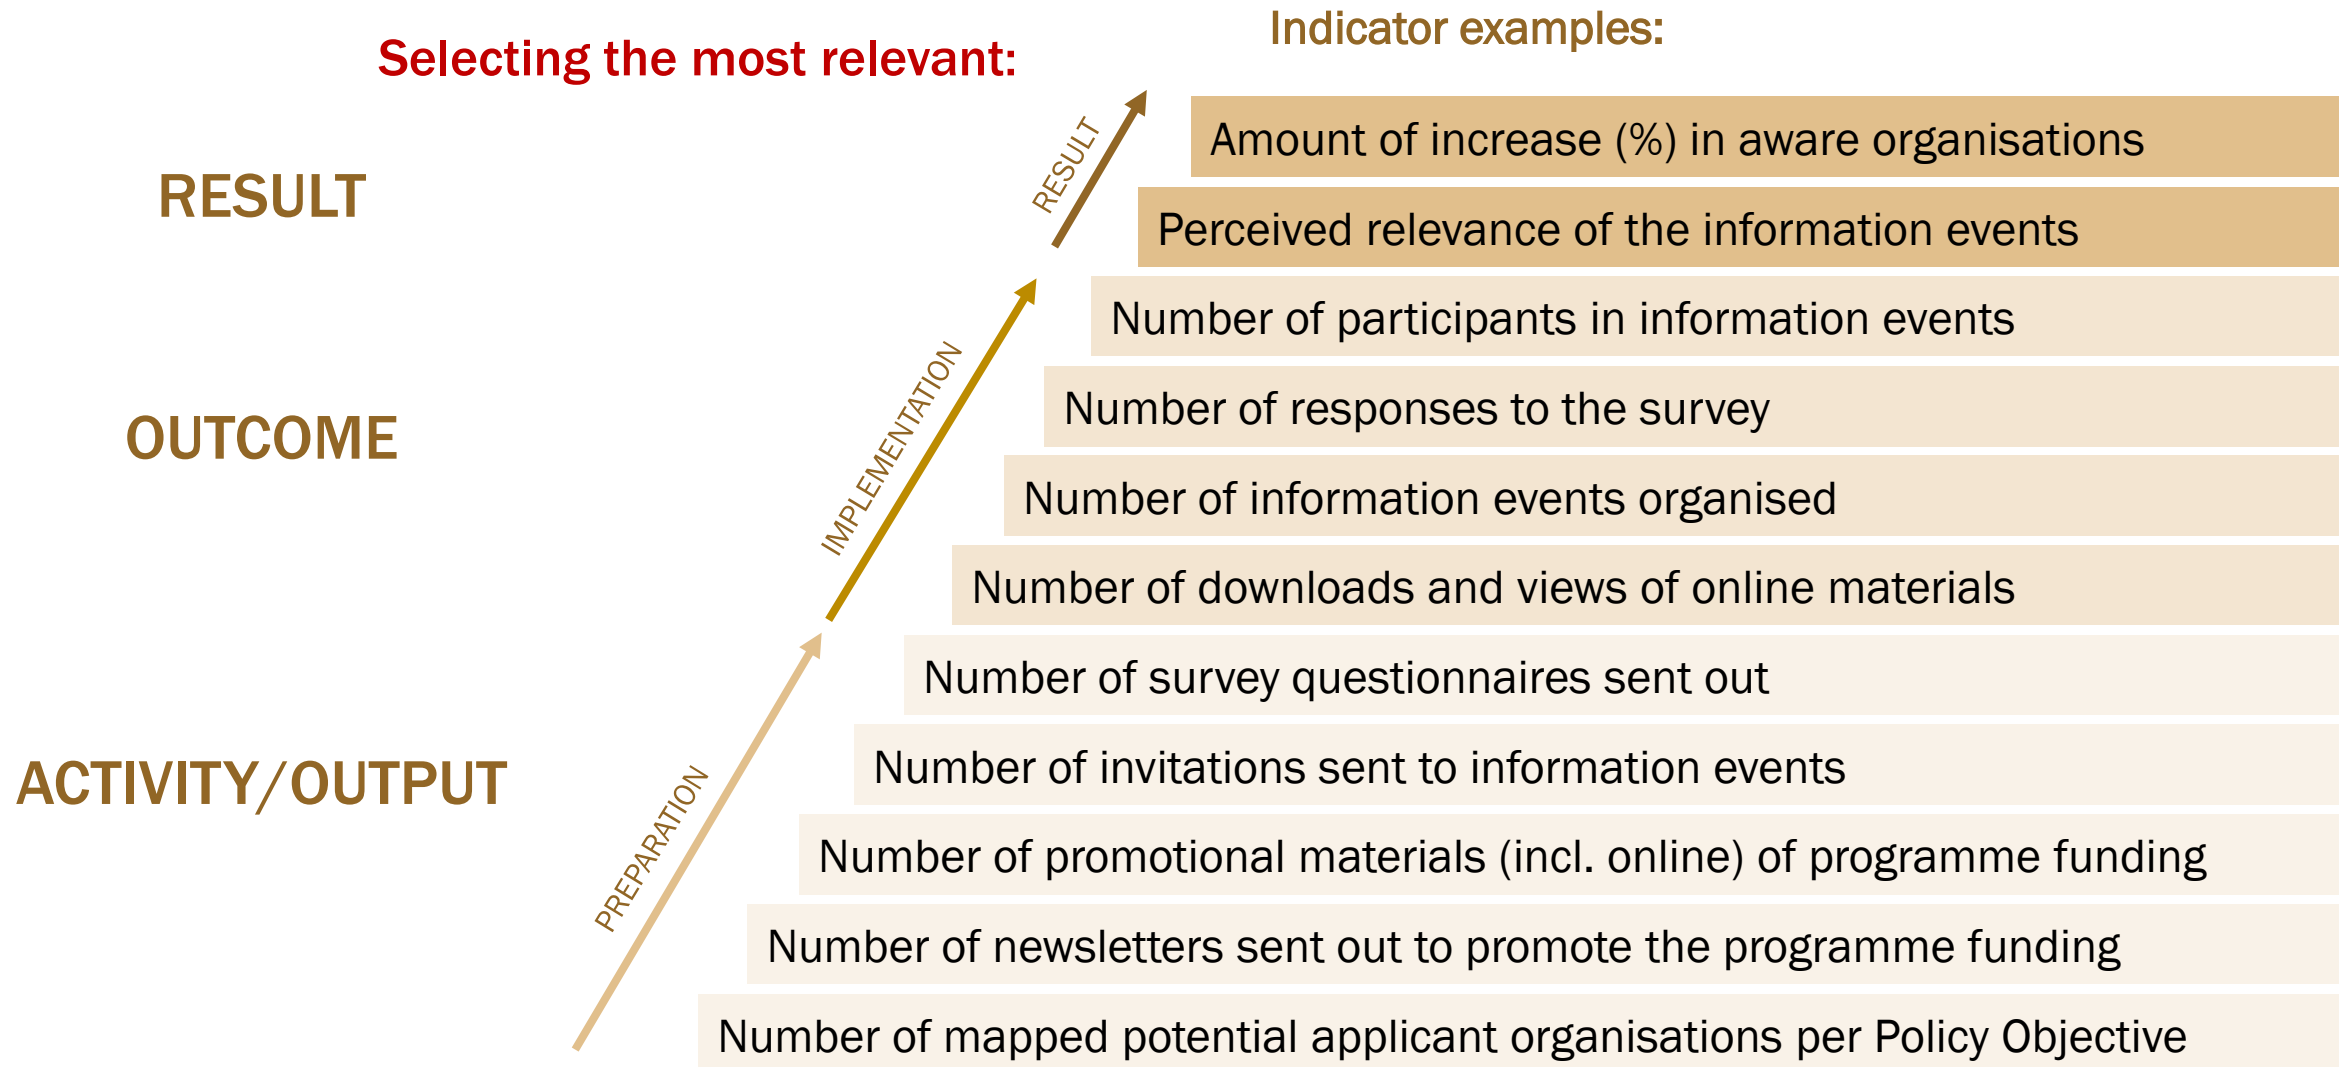 Selecting the most relevant:
Indicator examples:
RESULT
OUTCOME
ACTIVITY/OUTPUT
RESULT
IMPLEMENTATION
PREPARATION
Amount of increase (%) in aware organisations
Perceived relevance of the information events
Number of participants in information events
Number of responses to the survey
Number of information events organised
Number of downloads and views of online materials
Number of survey questionnaires sent out
Number of invitations sent to information events
Number of promotional materials (incl. online) of programme funding
Number of newsletters sent out to promote the programme funding
Number of mapped potential applicant organisations per Policy Objective